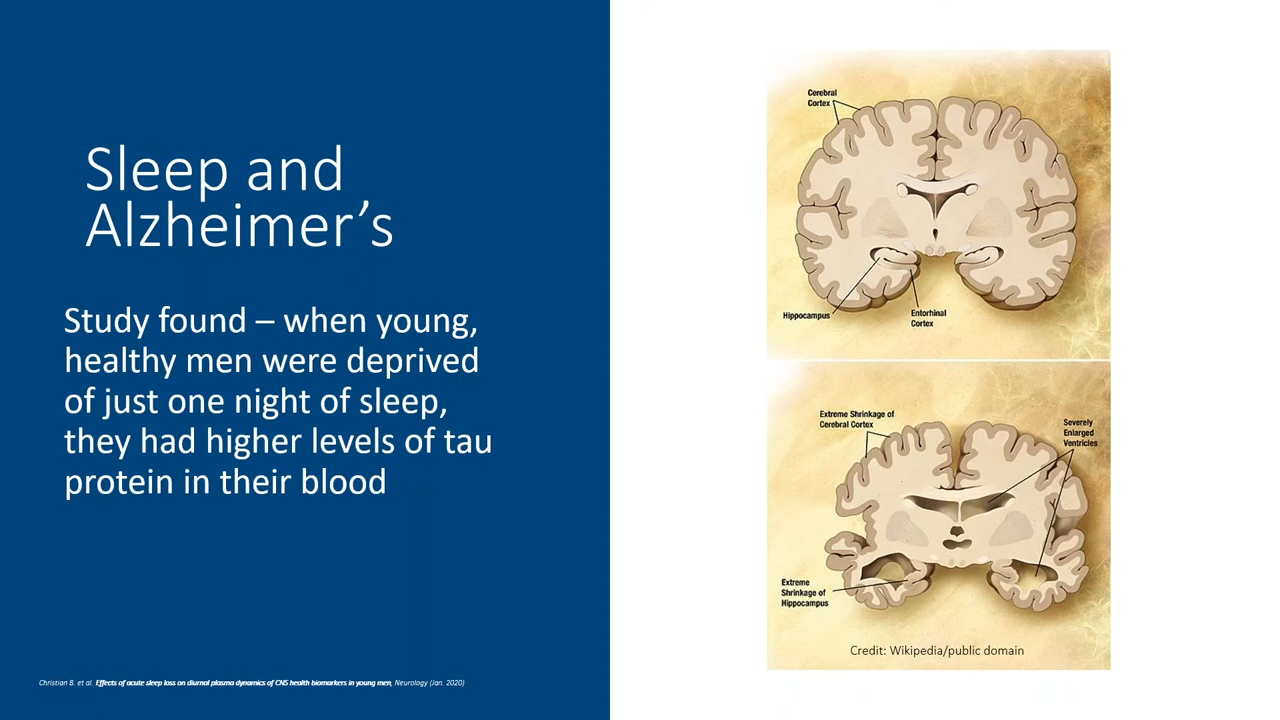 Sleep and
Alzheimer’s
Study found – when young,
healthy men were deprived
of just one night of sleep,
they had higher levels of tau
protein in their blood
Christian B. et al. Effects of acute sleep loss on diurnal plasma dynamics of CNS health biomarkers in young men, Neurology (Jan. 2020)
Cerebral
Cortex
Hippocampus
Entorhinal
Cortex
Extreme Shrinkage of
Cerebral Cortex
Severely
Enlarged
Ventricles
Extreme
Shrinkage of
Hippocampus
Credit: Wikipedia/public domain